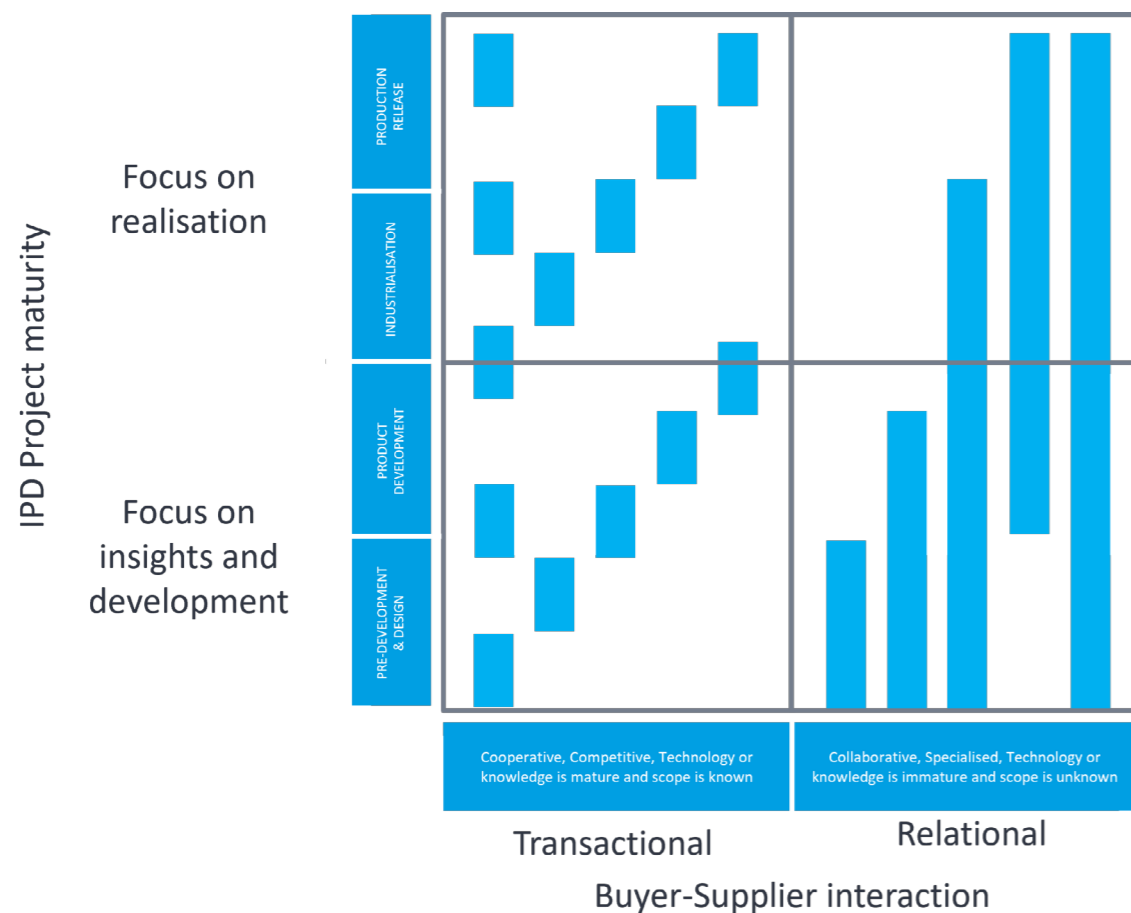 IPD Project maturity
Focus on
realisation
Focus on
insights and
development
PRODUCTION
RELEASE
INDUSTRIALISATION
PRODUCT
DEVELOPMENT
PRE-DEVELOPMENT
& DESIGN
Cooperative, Competitive, Technology or
knowledge is mature and scope is known
Collaborative, Specialised, Technology or
knowledge is immature and scope is unknown
Transactional
Relational
Buyer-Supplier interaction